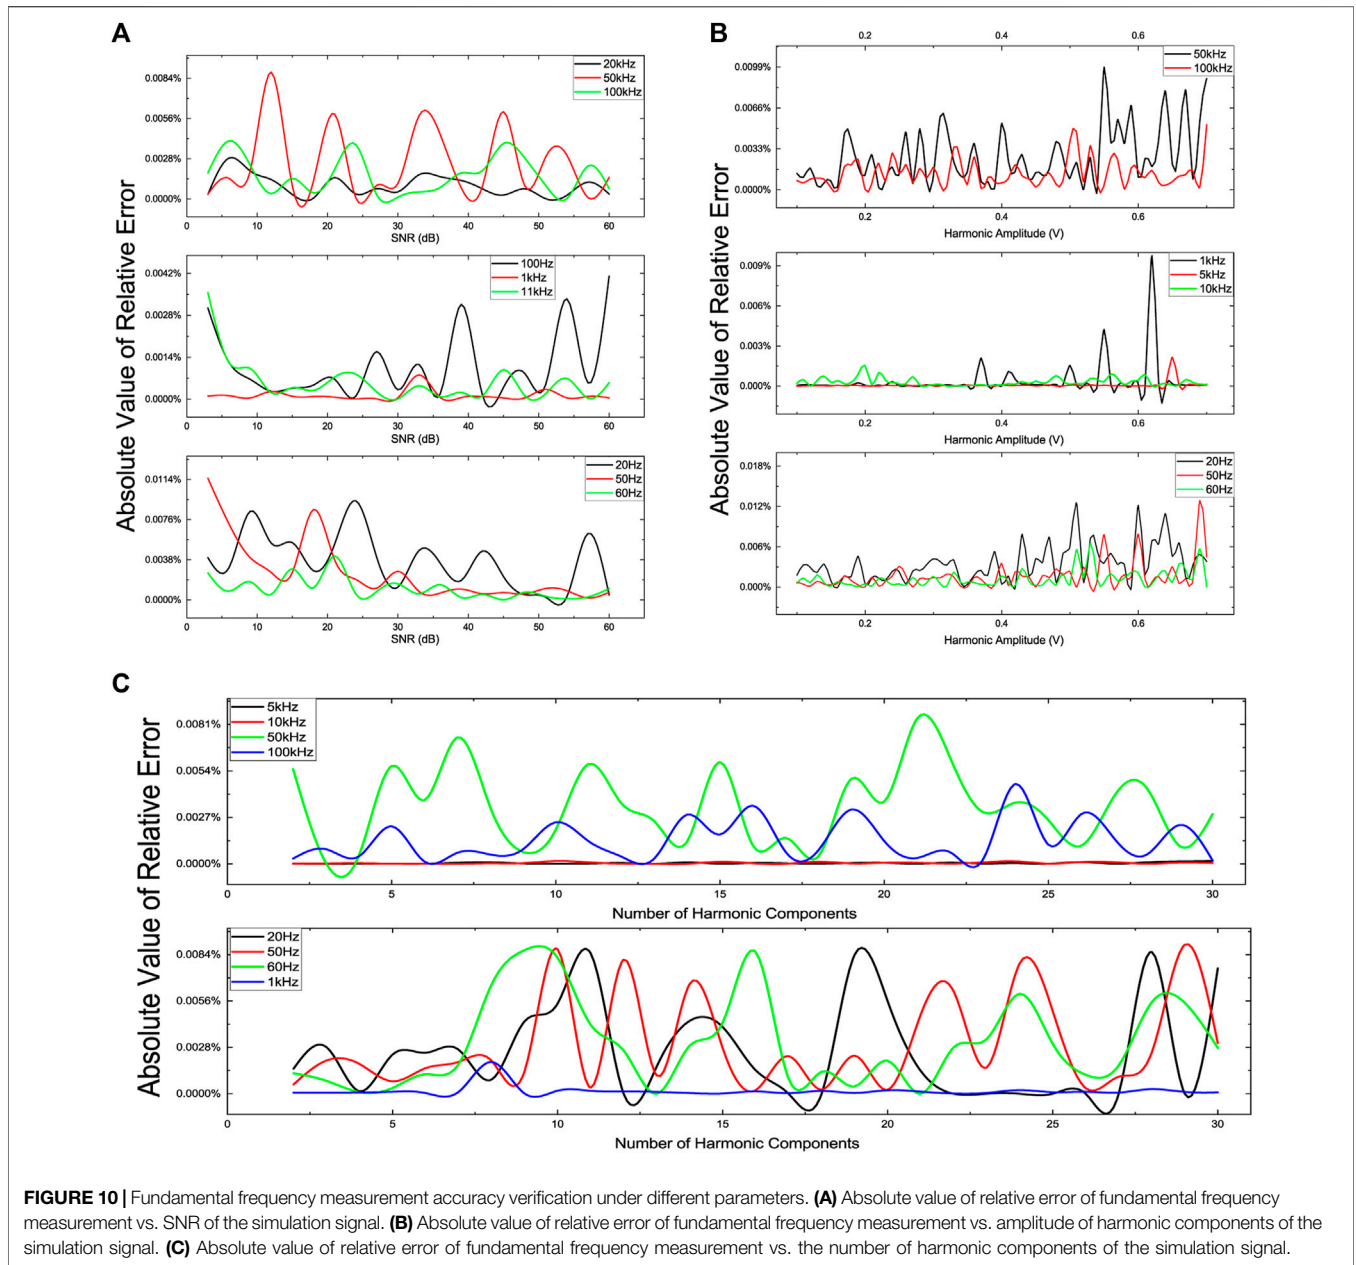 A
Absolute Value of Relative Error
0.0084%
0.0056%
0.0028%
0.0000%
20kHz
50kHz
100kHz
0 10 20 30 40 50 60
SNR (dB)
0.0042%
0.0028%
0.0014%
0.0000%
100Hz
1kHz
11kHz
0 10 20 30 40 50 60
SNR (dB)
0.0114%
0.0076%
0.0038%
0.0000%
20Hz
50Hz
60Hz
0 10 20 30 40 50 60
SNR (dB)
B
Absolute Value of Relative Error
0.2 0.4 0.6
0.0099%
0.0066%
0.0033%
0.0000%
50kHz
100kHz
0.2 0.4 0.6
Harmonic Amplitude (V)
0.009%
0.006%
0.003%
0.000%
1kHz
5kHz
10kHz
Harmonic Amplitude (V)
0.018%
0.012%
0.006%
0.000%
20Hz
50Hz
60Hz
0.2 0.4 0.6
Harmonic Amplitude (V)
C
Absolute Value of Relative Error
0.0081%
0.0054%
0.0027%
0.0000%
5kHz
10kHz
50kHz
100kHz
0 5 10 15 20 25 30
Number of Harmonic Components
0.0084%
0.0056%
0.0028%
0.0000%
20Hz
50Hz
60Hz
1kHz
0 5 10 15 20 25 30
Number of Harmonic Components
FIGURE 10 | Fundamental frequency measurement accuracy verification under different parameters. (A) Absolute value of relative error of fundamental frequency
measurement vs. SNR of the simulation signal. (B) Absolute value of relative error of fundamental frequency measurement vs. amplitude of harmonic components of the
simulation signal. (C) Absolute value of relative error of fundamental frequency measurement vs. the number of harmonic components of the simulation signal.